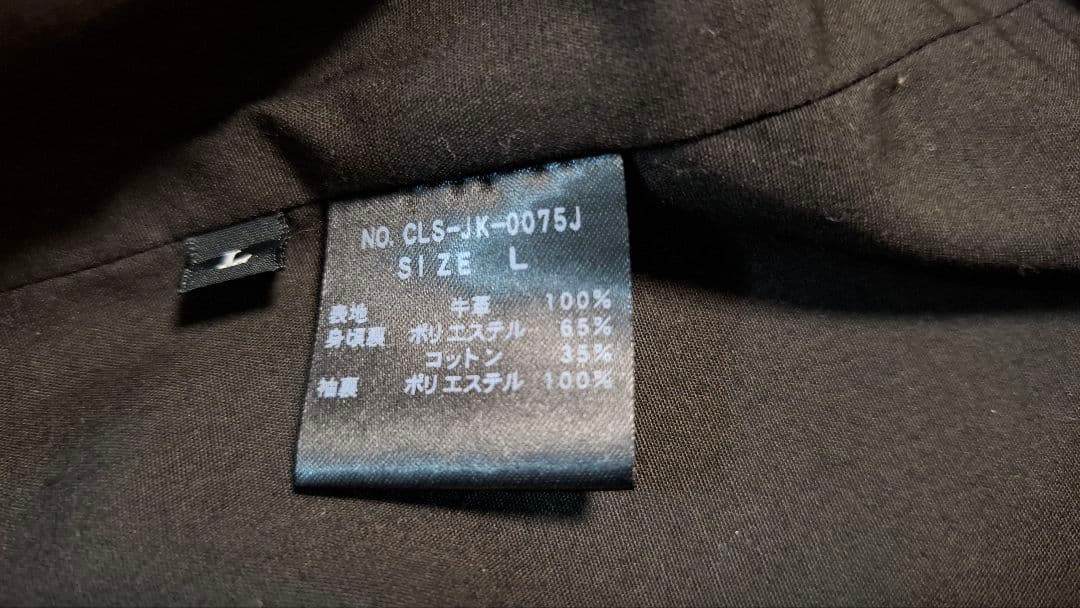 L
NO. CLS-JK-0075J
SIZE L
表地 牛革 100%
身頃裏 ポリエステル 65%
コットン 35%
袖裏 ポリエステル 100%